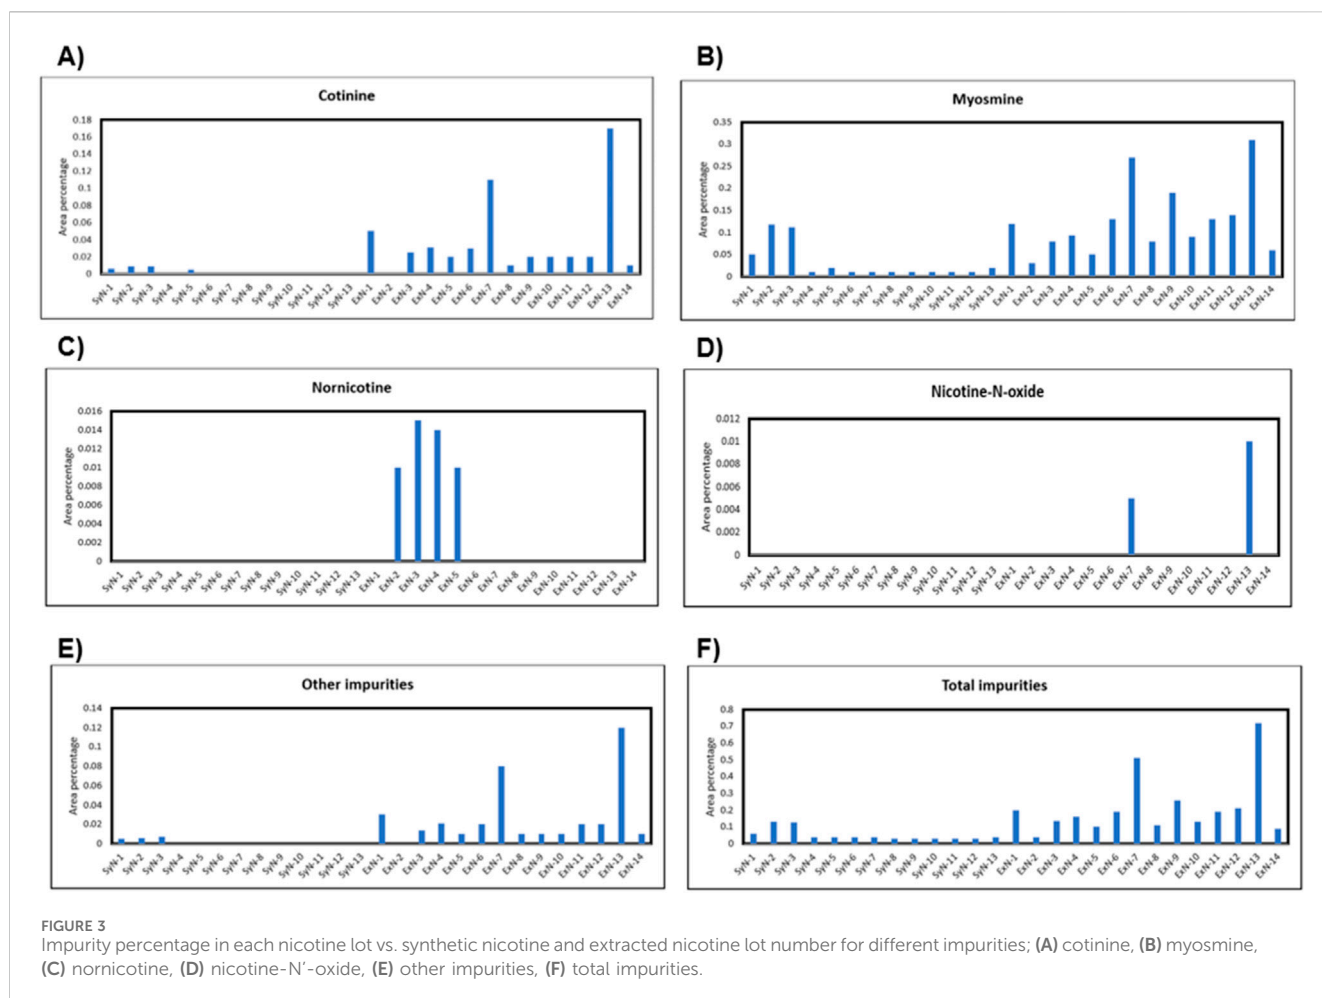 A)
Cotinine
Area percentage
0.18
0.16
0.14
0.12
0.1
0.08
0.06
0.04
0.02
0
SyN-1 SyN-2 SyN-3 SyN-4 SyN-5 SyN-6 SyN-7 SyN-8 SyN-9 SyN-10 SyN-11 SyN-12 SyN-13 ExN-1 ExN-2 ExN-3 ExN-4 ExN-5 ExN-6 ExN-7 ExN-8 ExN-9 ExN-10 ExN-11 ExN-12 ExN-13 ExN-14
B)
Myosmine
Area percentage
0.35
0.3
0.25
0.2
0.15
0.1
0.05
0
SyN-1 SyN-2 SyN-3 SyN-4 SyN-5 SyN-6 SyN-7 SyN-8 SyN-9 SyN-10 SyN-11 SyN-12 SyN-13 ExN-1 ExN-2 ExN-3 ExN-4 ExN-5 ExN-6 ExN-7 ExN-8 ExN-9 ExN-10 ExN-11 ExN-12 ExN-13 ExN-14
C)
Nornicotine
Area percentage
0.016
0.014
0.012
0.01
0.008
0.006
0.004
0.002
0
SyN-1 SyN-2 SyN-3 SyN-4 SyN-5 SyN-6 SyN-7 SyN-8 SyN-9 SyN-10 SyN-11 SyN-12 SyN-13 ExN-1 ExN-2 ExN-3 ExN-4 ExN-5 ExN-6 ExN-7 ExN-8 ExN-9 ExN-10 ExN-11 ExN-12 ExN-13 ExN-14
D)
Nicotine-N-oxide
Area percentage
0.012
0.01
0.008
0.006
0.004
0.002
0
SyN-1 SyN-2 SyN-3 SyN-4 SyN-5 SyN-6 SyN-7 SyN-8 SyN-9 SyN-10 SyN-11 SyN-12 SyN-13 ExN-1 ExN-2 ExN-3 ExN-4 ExN-5 ExN-6 ExN-7 ExN-8 ExN-9 ExN-10 ExN-11 ExN-12 ExN-13 ExN-14
E)
Other impurities
Area percentage
0.14
0.12
0.1
0.08
0.06
0.04
0.02
0
SyN-1 SyN-2 SyN-3 SyN-4 SyN-5 SyN-6 SyN-7 SyN-8 SyN-9 SyN-10 SyN-11 SyN-12 SyN-13 ExN-1 ExN-2 ExN-3 ExN-4 ExN-5 ExN-6 ExN-7 ExN-8 ExN-9 ExN-10 ExN-11 ExN-12 ExN-13 ExN-14
F)
Total impurities
Area percentage
0.8
0.7
0.6
0.5
0.4
0.3
0.2
0.1
0
SyN-1 SyN-2 SyN-3 SyN-4 SyN-5 SyN-6 SyN-7 SyN-8 SyN-9 SyN-10 SyN-11 SyN-12 SyN-13 ExN-1 ExN-2 ExN-3 ExN-4 ExN-5 ExN-6 ExN-7 ExN-8 ExN-9 ExN-10 ExN-11 ExN-12 ExN-13 ExN-14
FIGURE 3
Impurity percentage in each nicotine lot vs. synthetic nicotine and extracted nicotine lot number for different impurities; (A) cotinine, (B) myosmine,
(C) nornicotine, (D) nicotine-N′-oxide, (E) other impurities, (F) total impurities.